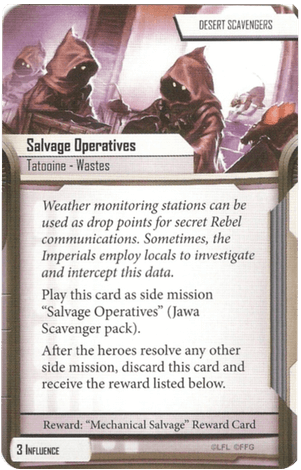 DESERT SCAVENGERS
Salvage Operatives
Tatooine - Wastes
Weather monitoring stations can be
used as drop points for secret Rebel
communications. Sometimes, the
Imperials employ locals to investigate
and intercept this data.
Play this card as side mission
“Salvage Operatives” (Jawa
Scavenger pack).
After the heroes resolve any other
side mission, discard this card and
receive the reward listed below.
Reward: “Mechanical Salvage” Reward Card
3 INFLUENCE
©LFL ©FFG